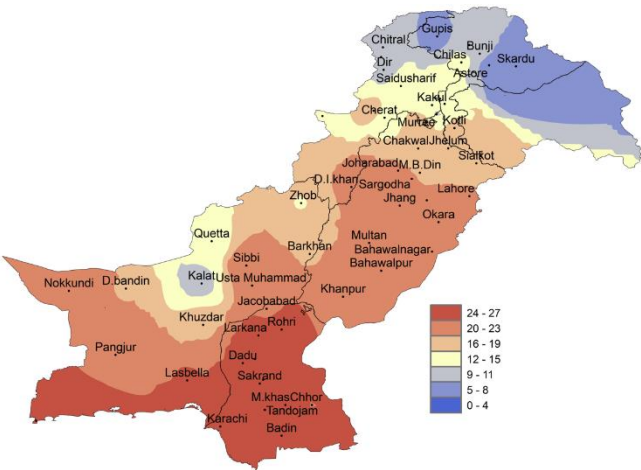 Gupis
Chitral
Bunji
Dir
Chilas
Skardu
Astore
Saidusharif
Kakul
Cherat
Murree
Kotli
Chakwal
Jhelum
Sialkot
Joharabad
M.B.Din
D.I.khan
Sargodha
Lahore
Zhob
Jhang
Okara
Quetta
Multan
Barkhan
Bahawalnagar
Sibbi
Bahawalpur
Nokkundi
D.bandin
Kalat
Usta Muhammad
Khanpur
Jacobabad
Khuzdar
Larkana
Rohri
Pangjur
Dadu
Lasbella
Sakrand
M.khas
Chhor
Tandojam
Karachi
Badin
24 - 27
20 - 23
16 - 19
12 - 15
9 - 11
5 - 8
0 - 4